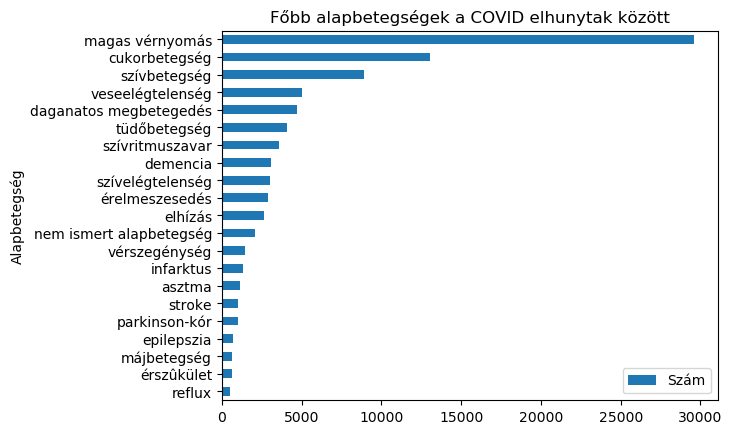 Főbb alapbetegségek a COVID elhunytak között
Alapbetegség
magas vérnyomás
cukorbetegség
szívbetegség
veseelégtelenség
daganatos megbetegedés
tüdőbetegség
szívritmuszavar
demencia
szívelégtelenség
érelmeszesedés
elhízás
nem ismert alapbetegség
vérszegénység
infarktus
asztma
stroke
parkinson-kór
epilepszia
májbetegség
érszûkület
reflux
Szám
0 5000 10000 15000 20000 25000 30000